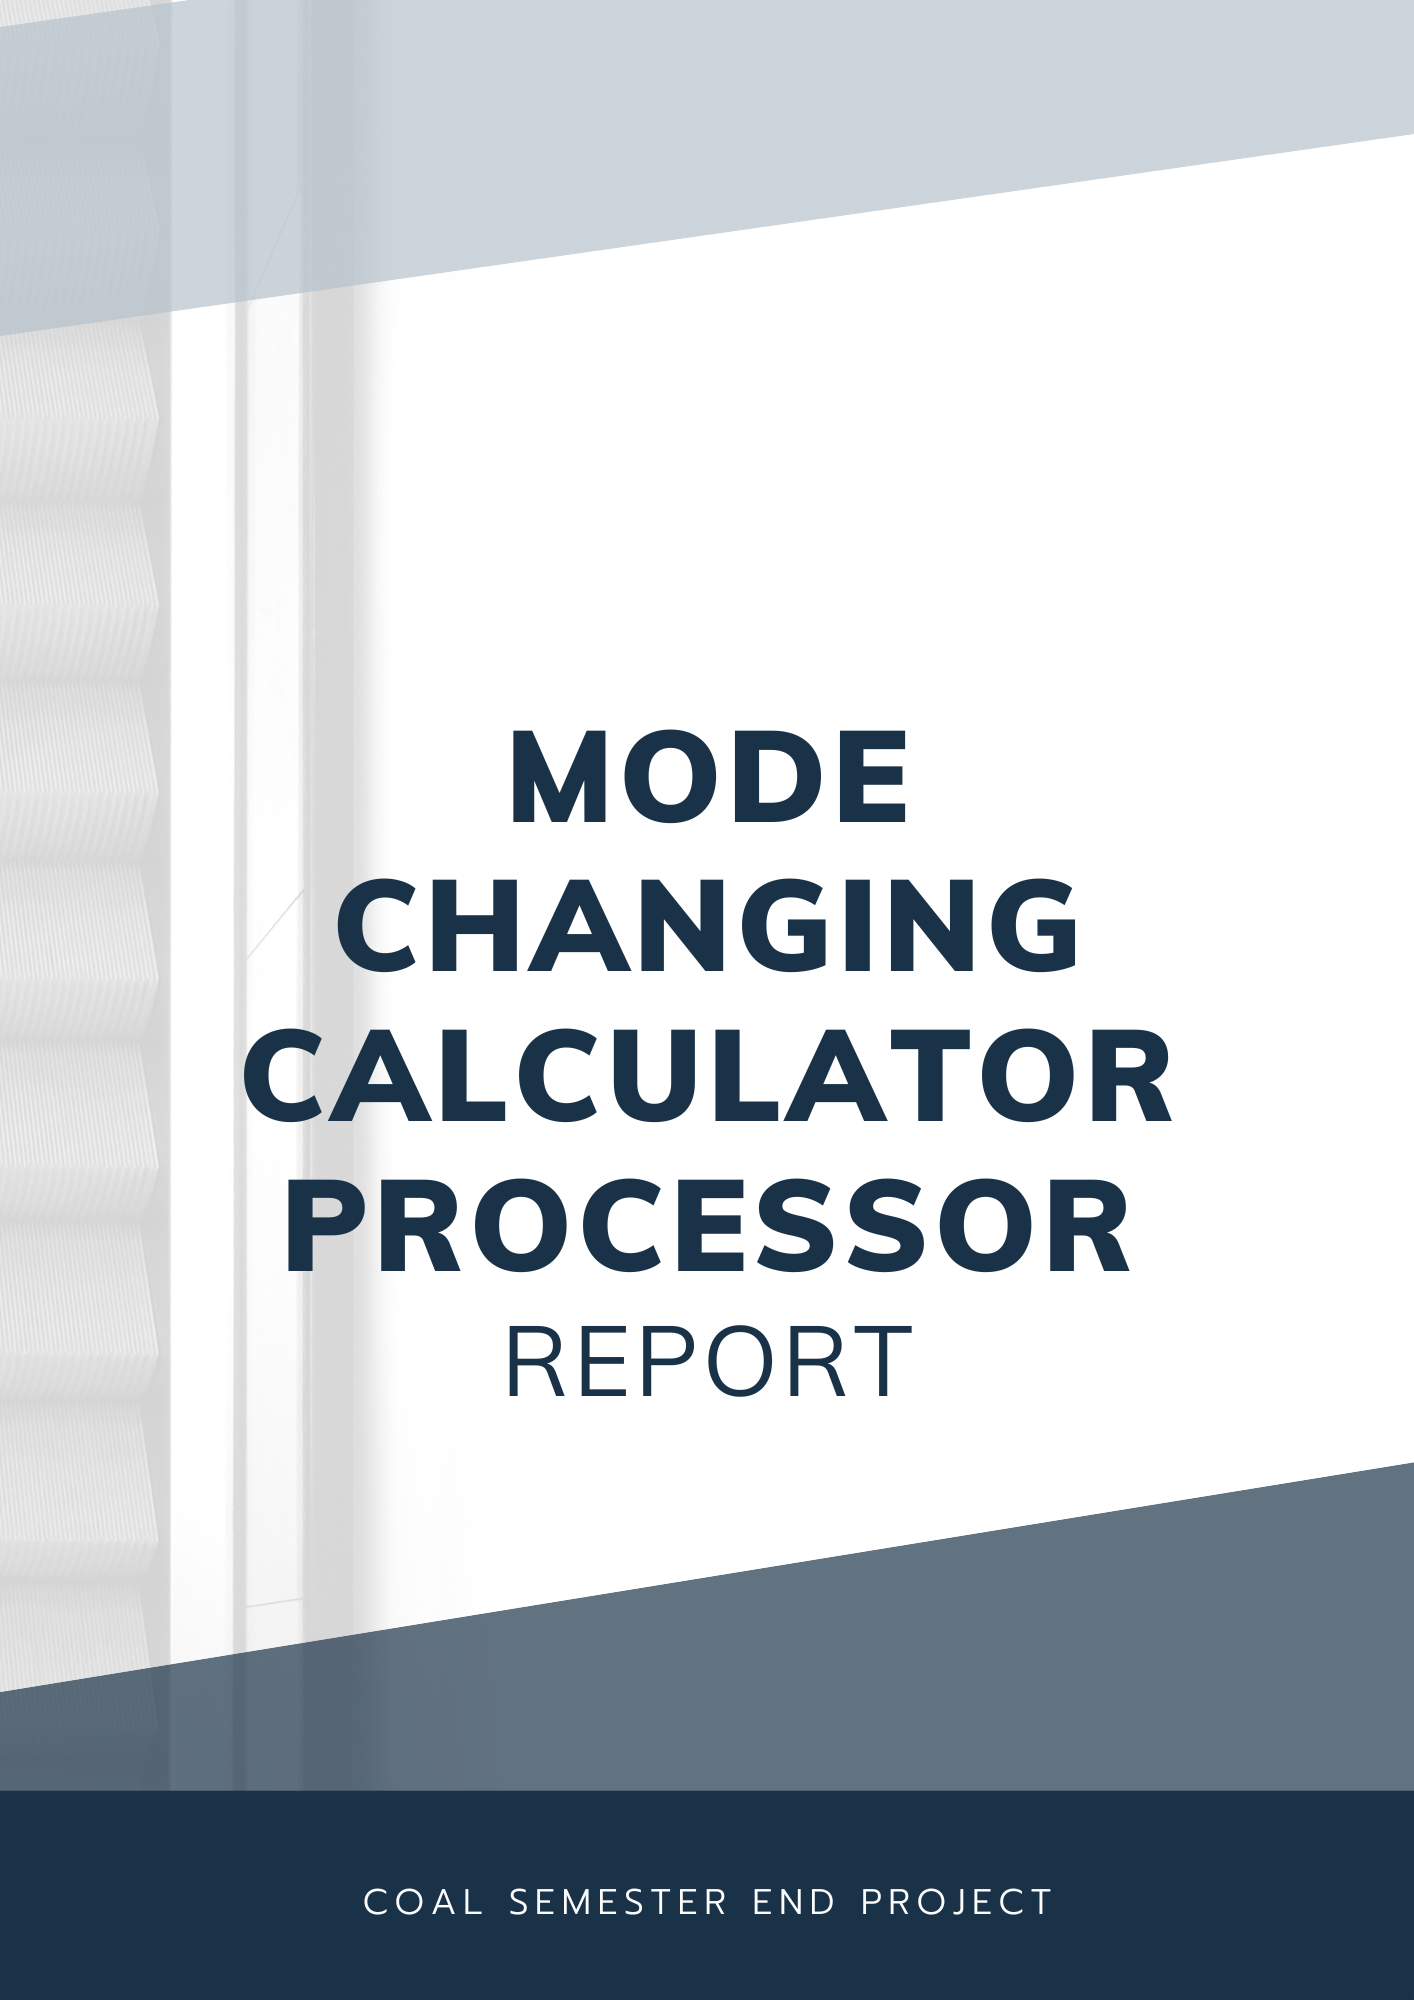 MODE
CHANGING
CALCULATOR
PROCESSOR
REPORT
COAL SEMESTER END PROJECT